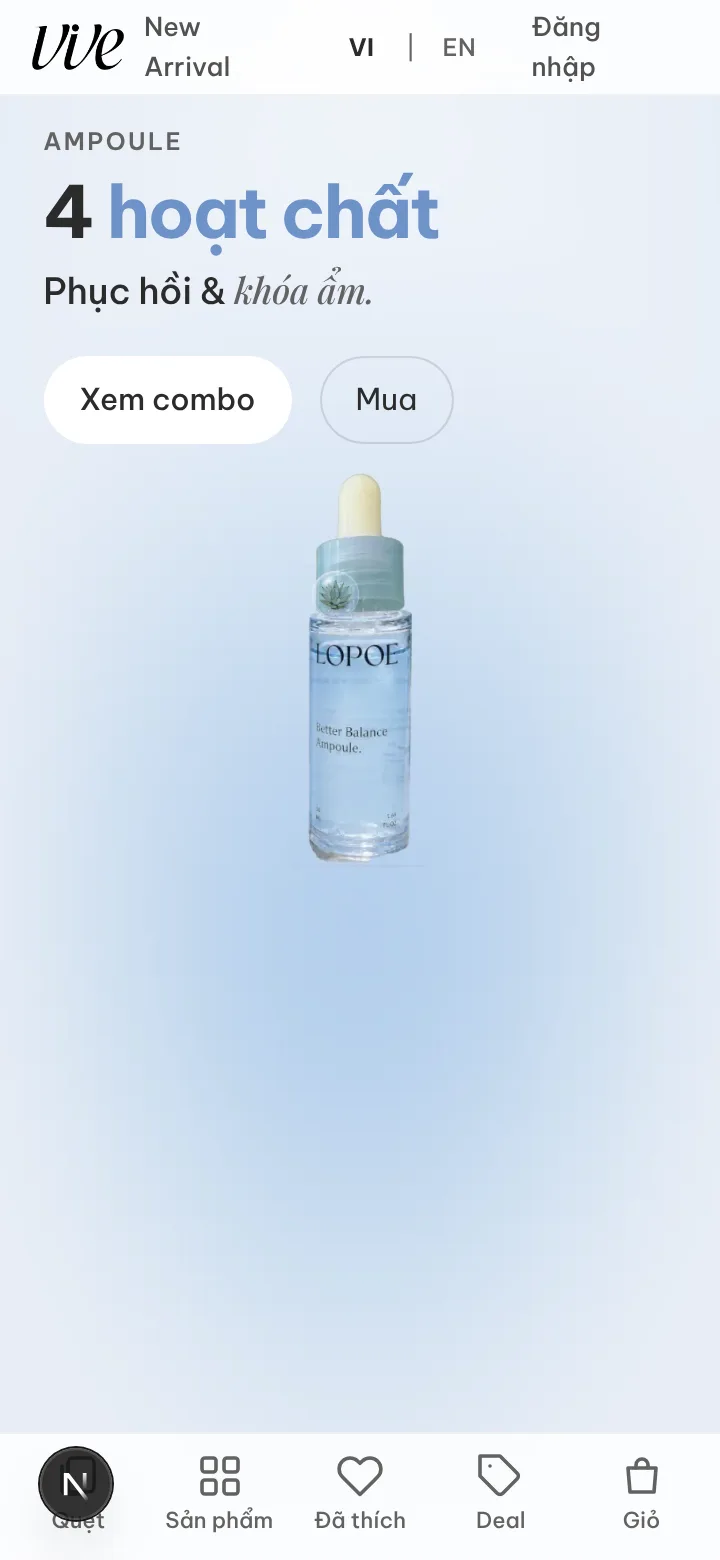 ViVe
New
Arrival
VI | EN
Đăng
nhập
AMPOULE
4 hoạt chất
Phục hồi & khóa ẩm.
Xem combo
Mua
LOPOE
Better Balance
Ampoule.
N
Quẹt
Sản phẩm
Đã thích
Deal
Giỏ